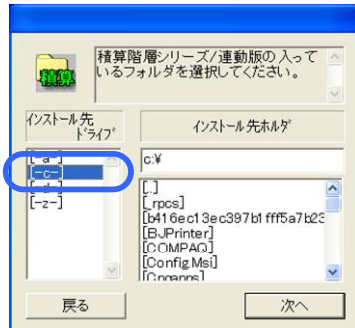 積算
積算階層シリーズ/連動版の入って
いるフォルダを選択してください。
インストール先
ドライブ
インストール先ホルダ
[-a-]
[-c-]
[-d-]
[-z-]
c:¥
[.]
[_rpcs]
[b416ec13ec397b1fff5a7b23
[BJPrinter]
[COMPAQ]
[Config.Msi]
[Cnganns]
戻る
次へ